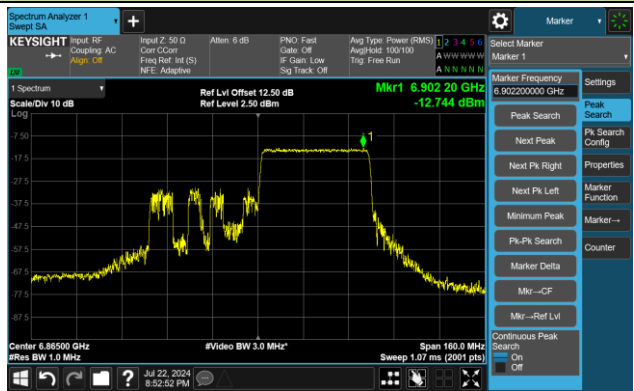 Spectrum Analyzer 1
Swept SA
Marker
KEYSIGHT
Input: RF
Coupling: AC
Align: Off
Input Z: 50 Ω
Corr CCorr
Freq Ref: Int (S)
NFE: Adaptive
Atten: 6 dB
PNO: Fast
Gate: Off
IF Gain: Low
Sig Track: Off
Avg Type: Power (RMS)
Avg|Hold: 100/100
Trig: Free Run
1 2 3 4 5 6
A W W W W W
A N N N N N
Select Marker
Marker 1
1 Spectrum
Scale/Div 10 dB
Log
Ref Lvl Offset 12.50 dB
Ref Level 2.50 dBm
Mkr1 6.902 20 GHz
-12.744 dBm
1
-7.50
-17.5
-27.5
-37.5
-47.5
-57.5
-67.5
-77.5
-87.5
Center 6.86500 GHz
#Res BW 1.0 MHz
#Video BW 3.0 MHz*
Span 160.0 MHz
Sweep 1.07 ms (2001 pts)
Marker Frequency
6.902200000 GHz
Peak Search
Next Peak
Next Pk Right
Next Pk Left
Minimum Peak
Pk-Pk Search
Marker Delta
Mkr→CF
Mkr→Ref Lvl
Continuous Peak
Search
On
Off
Settings
Peak
Search
Pk Search
Config
Properties
Marker
Function
Marker→
Counter
Jul 22, 2024
8:52:52 PM